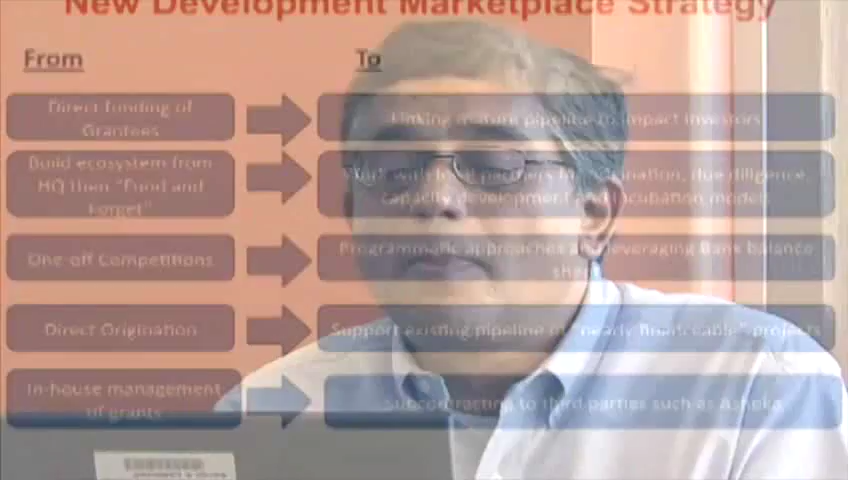 New Development Marketplace Strategy
From
To
Direct funding of
Grantees
Linking mature pipeline to impact investors
Build ecosystem from
HQ then "Fund and
Forget"
Work with local partners in origination, due diligence,
capacity development and incubation models
One-off Competitions
Programmatic approaches and leveraging Bank balance
sheet
Direct Origination
Support existing pipeline of "nearly financeable" projects
In-house management
of grants
Subcontracting to third parties such as Ashoka